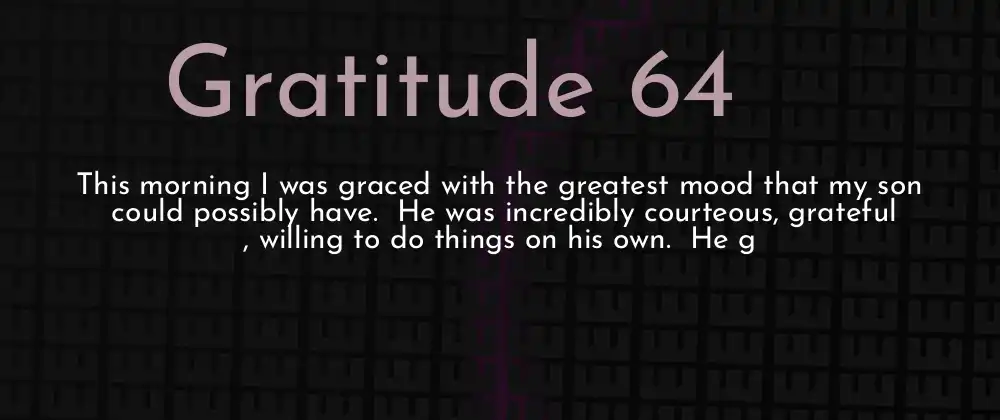 Gratitude 64
This morning I was graced with the greatest mood that my son
could possibly have.  He was incredibly courteous, grateful
, willing to do things on his own.  He g